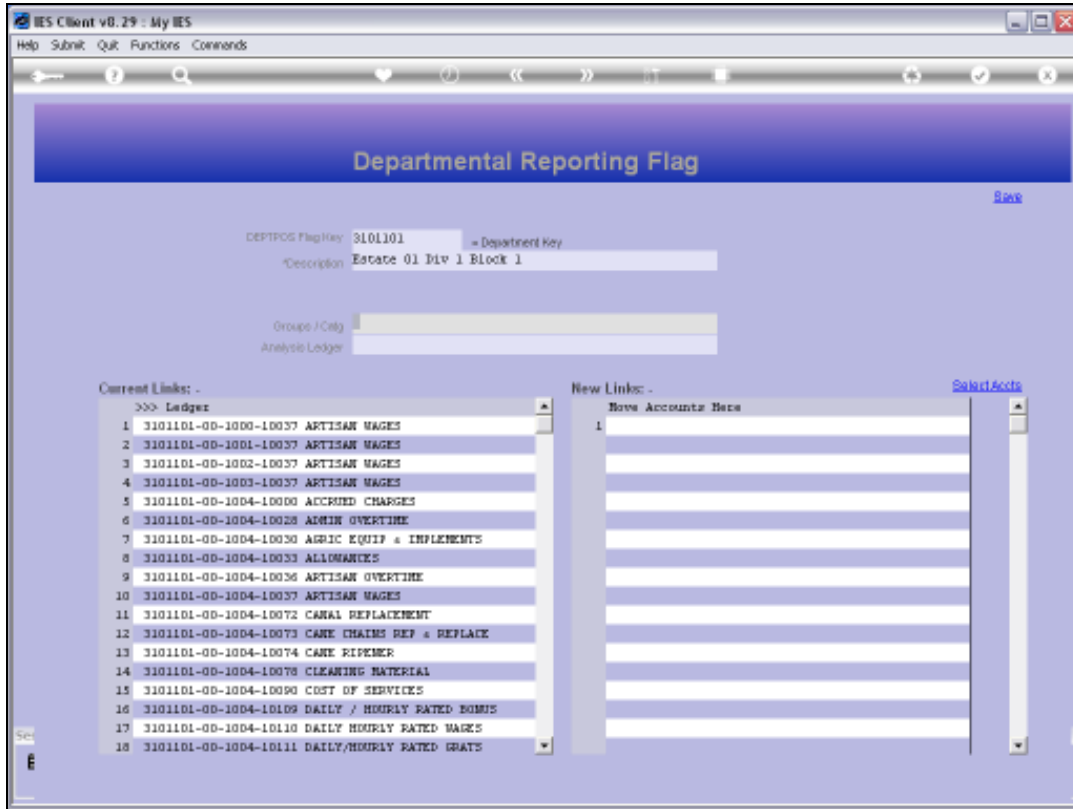 IES Client v8.29 : My IES
Help Submit Quit Functions Commands
Departmental Reporting Flag
Save
DEPTPOS Flag Key 3101101 = Department Key
*Description Estate 01 Div 1 Block 1
Groups / Catg
Analysis Ledger
Current Links: - New Links: - Select Accts
>>> Ledger Move Accounts Here
1 3101101-00-1000-10037 ARTISAN WAGES 1
2 3101101-00-1001-10037 ARTISAN WAGES
3 3101101-00-1002-10037 ARTISAN WAGES
4 3101101-00-1003-10037 ARTISAN WAGES
5 3101101-00-1004-10000 ACCRUED CHARGES
6 3101101-00-1004-10028 ADMIN OVERTIME
7 3101101-00-1004-10030 AGRIC EQUIP & IMPLEMENTS
8 3101101-00-1004-10033 ALLOWANCES
9 3101101-00-1004-10036 ARTISAN OVERTIME
10 3101101-00-1004-10037 ARTISAN WAGES
11 3101101-00-1004-10072 CANAL REPLACEMENT
12 3101101-00-1004-10073 CANE CHAINS REP & REPLACE
13 3101101-00-1004-10074 CANE RIPENER
14 3101101-00-1004-10078 CLEANING MATERIAL
15 3101101-00-1004-10090 COST OF SERVICES
16 3101101-00-1004-10109 DAILY / HOURLY RATED BONUS
17 3101101-00-1004-10110 DAILY HOURLY RATED WAGES
18 3101101-00-1004-10111 DAILY/HOURLY RATED GRATS